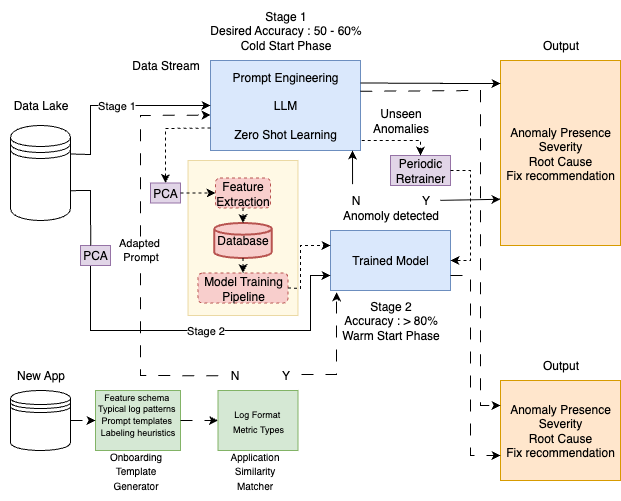 Stage 1
Desired Accuracy : 50 - 60%
Cold Start Phase
Output
Data Stream
Prompt Engineering
LLM
Zero Shot Learning
Data Lake
Stage 1
Unseen
Anomalies
Anomaly Presence
Severity
Root Cause
Fix recommendation
Periodic
Retrainer
PCA
Feature
Extraction
N
Y
Anomoly detected
Database
Adapted
Prompt
PCA
Trained Model
Model Training
Pipeline
Stage 2
Stage 2
Accuracy : > 80%
Warm Start Phase
New App
N
Y
Output
Feature schema
Typical log patterns
Prompt templates
Labeling heuristics
Log Format
Metric Types
Anomaly Presence
Severity
Root Cause
Fix recommendation
Onboarding
Template
Generator
Application
Similarity
Matcher